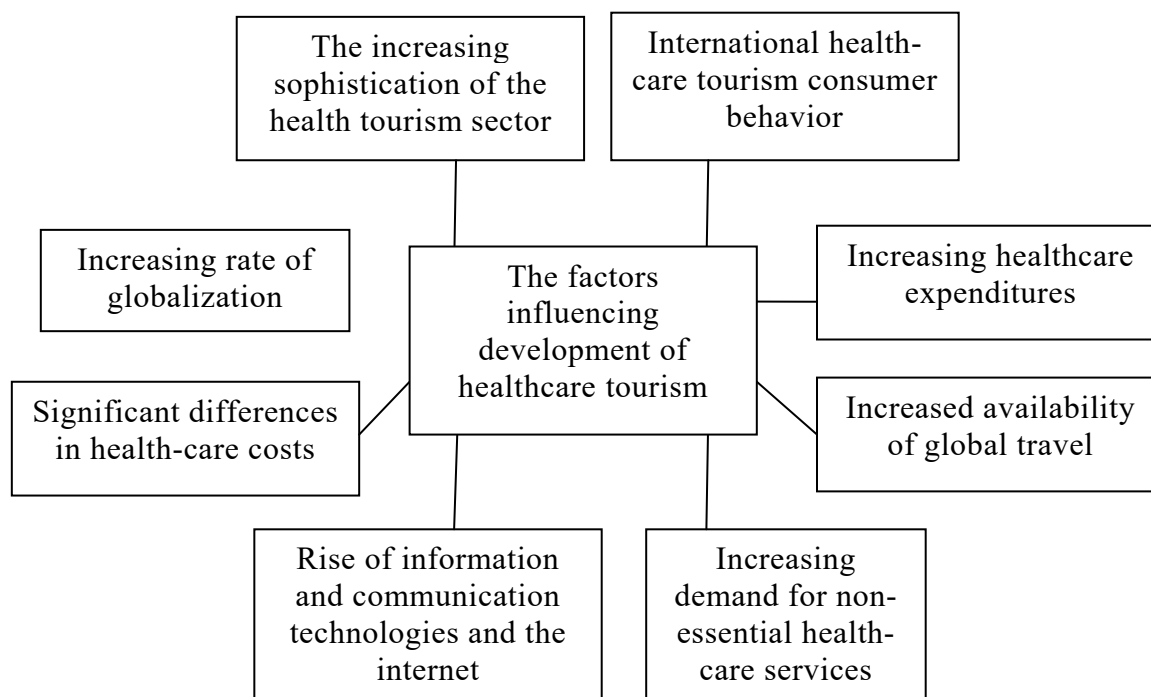 The increasing
sophistication of the
health tourism sector
International health-
care tourism consumer
behavior
Increasing rate of
globalization
The factors
influencing
development of
healthcare tourism
Increasing healthcare
expenditures
Significant differences
in health-care costs
Increased availability
of global travel
Rise of information
and communication
technologies and the
internet
Increasing
demand for non-
essential health-
care services